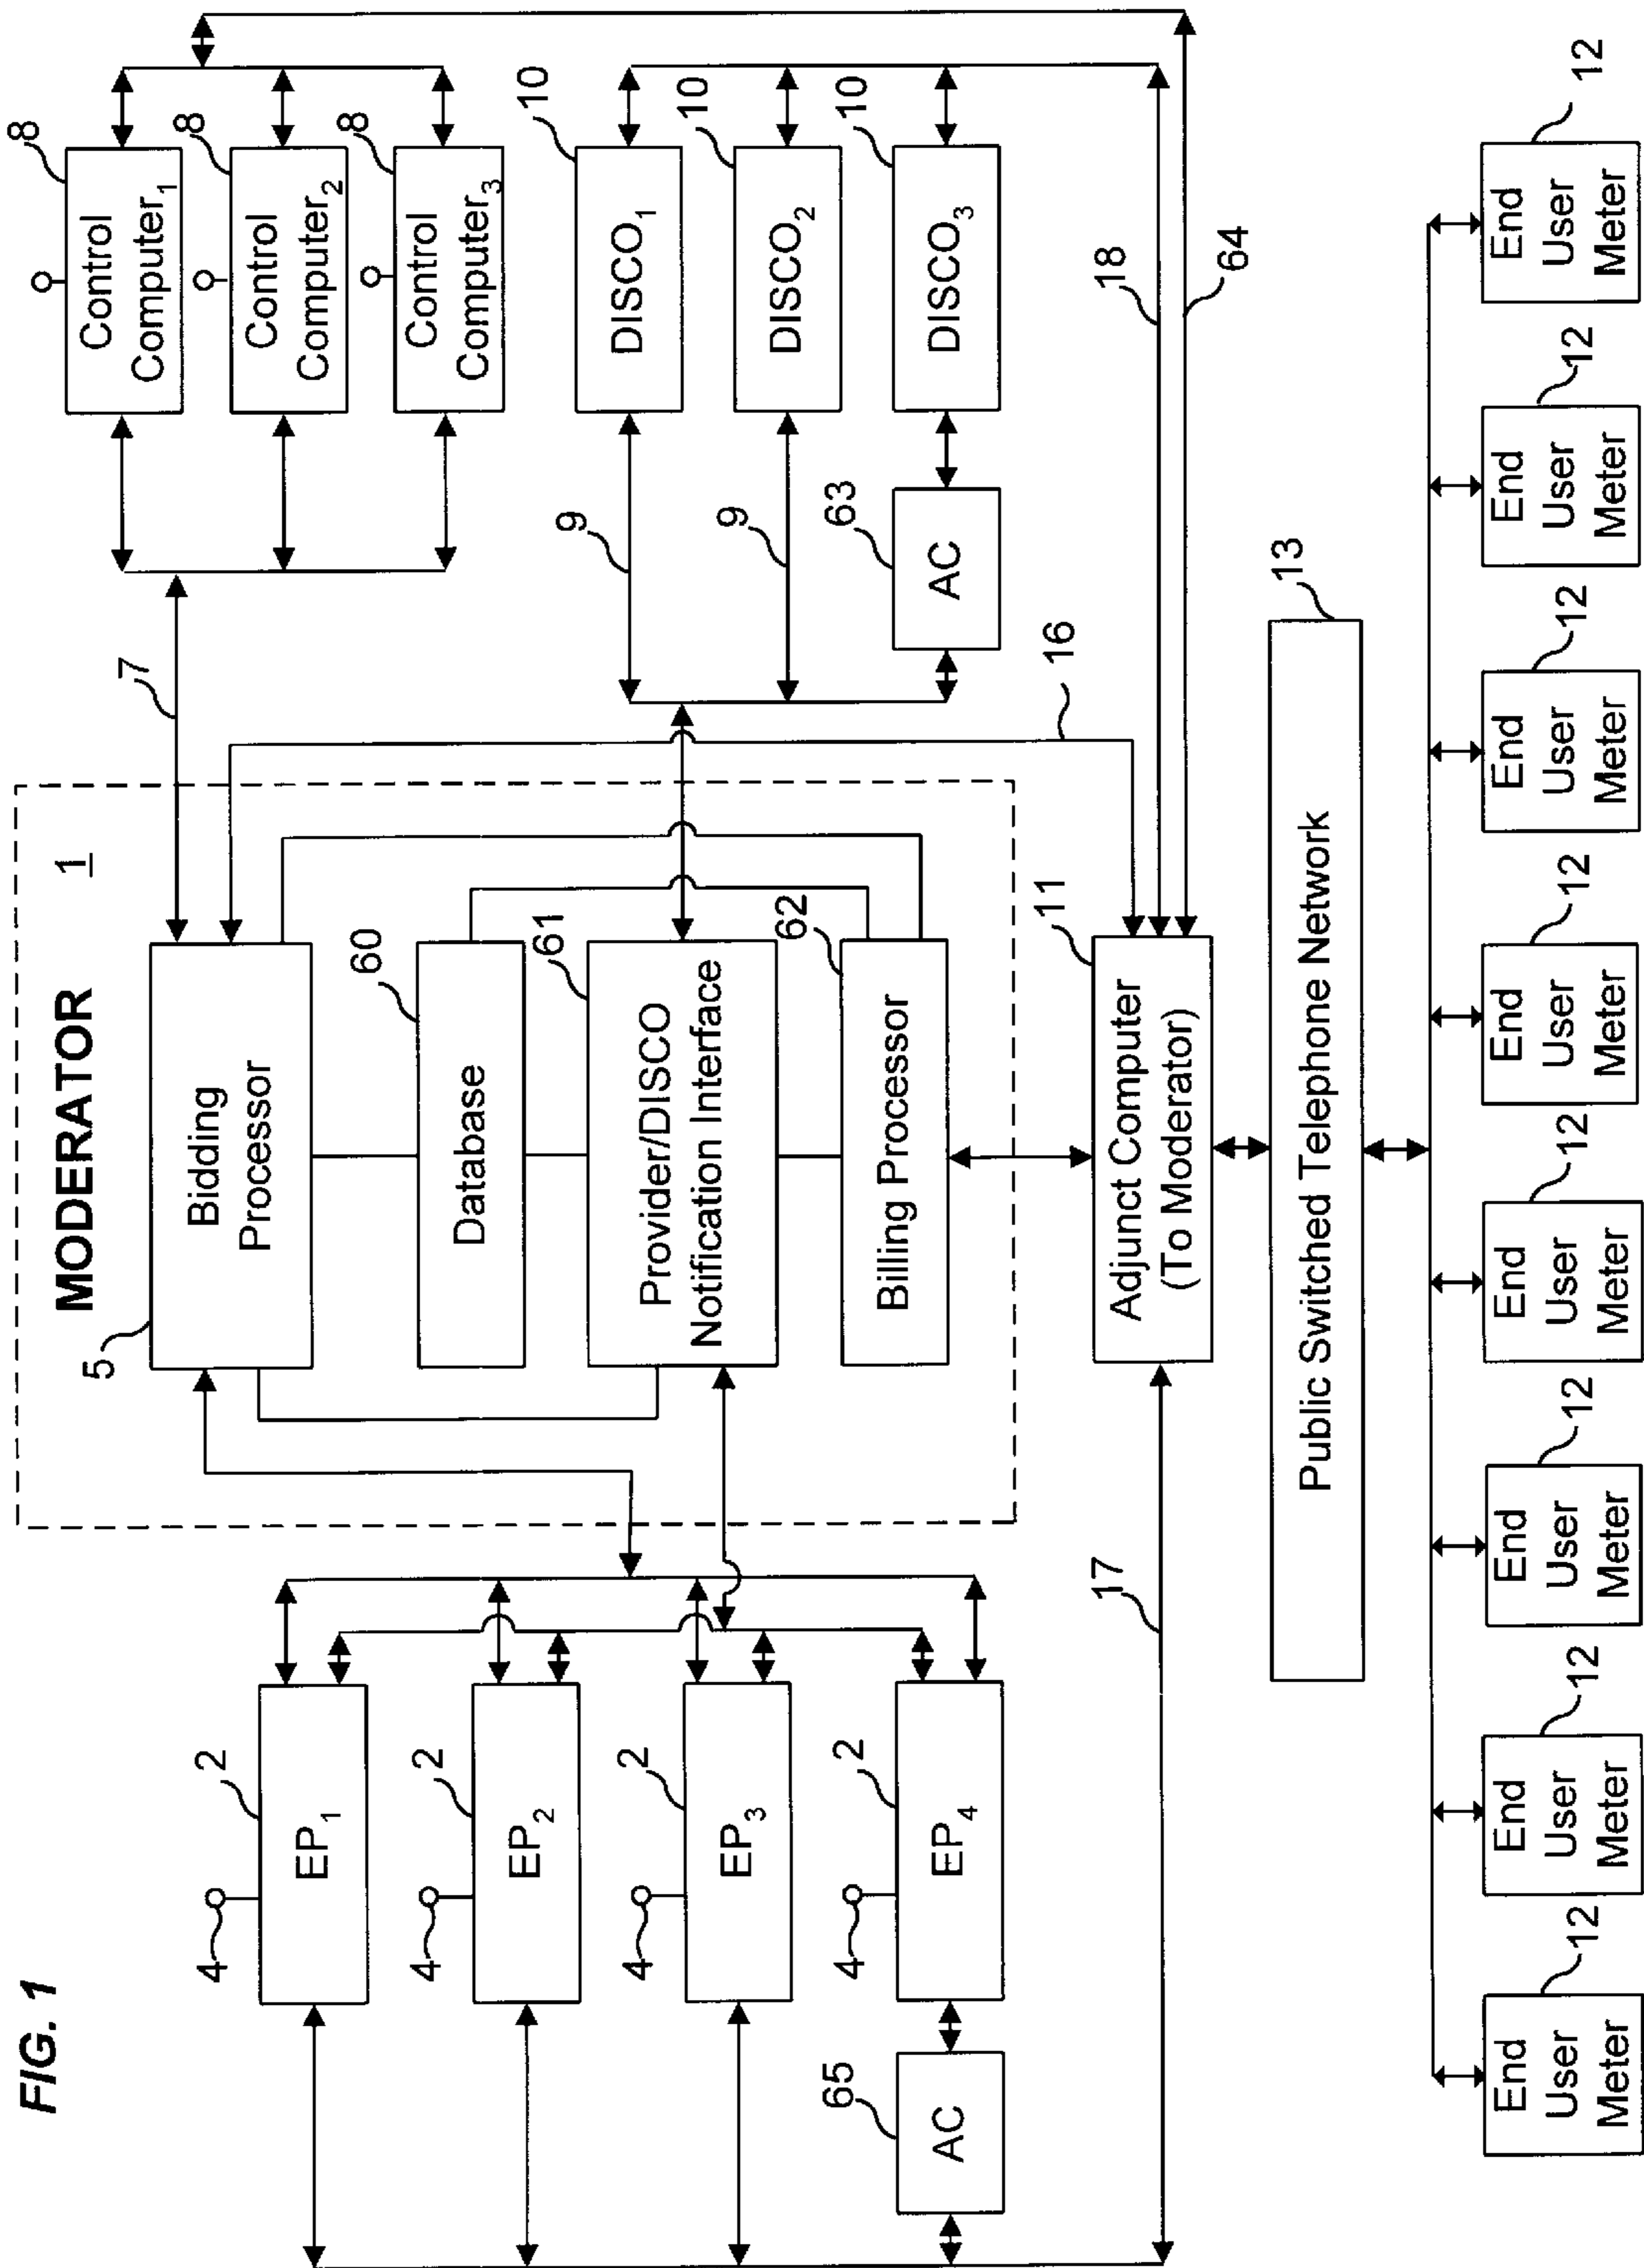 FIG. 1
MODERATOR
1
5
Bidding
Processor
60
Database
61
Provider/DISCO
Notification Interface
62
Billing Processor
2
4
EP1
2
4
EP2
2
4
EP3
2
4
EP4
65
AC
7
8
Control
Computer1
8
Control
Computer2
8
Control
Computer3
9
10
DISCO1
9
10
DISCO2
63
AC
10
DISCO3
16
17
18
64
11
Adjunct Computer
(To Moderator)
13
Public Switched Telephone Network
12
End
User
Meter
12
End
User
Meter
12
End
User
Meter
12
End
User
Meter
12
End
User
Meter
12
End
User
Meter
12
End
User
Meter
12
End
User
Meter